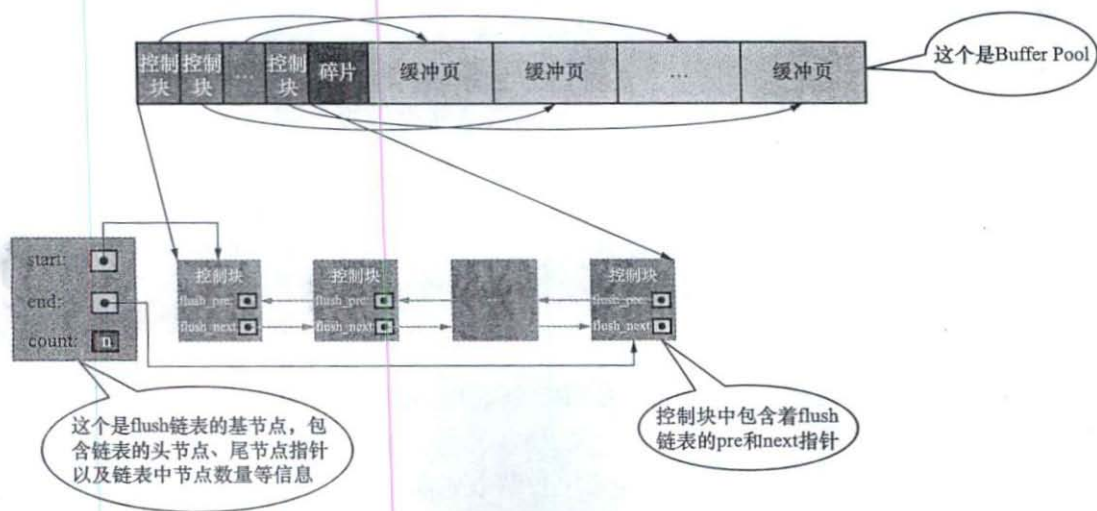 控制块
控制块
…
控制块
碎片
缓冲页
缓冲页
…
缓冲页
这个是Buffer Pool
start:
end:
count: n
控制块
flush_pre:
flush_next
控制块
flush_pre:
flush_next
…
控制块
flush_pre:
flush_next
这个是flush链表的基节点，包
含链表的头节点、尾节点指针
以及链表中节点数量等信息
控制块中包含着flush
链表的pre和next指针